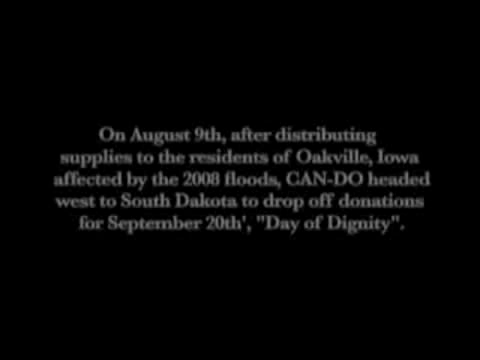 On August 9th, after distributing
supplies to the residents of Oakville, Iowa
affected by the 2008 floods, CAN-DO headed
west to South Dakota to drop off donations
for September 20th', "Day of Dignity".